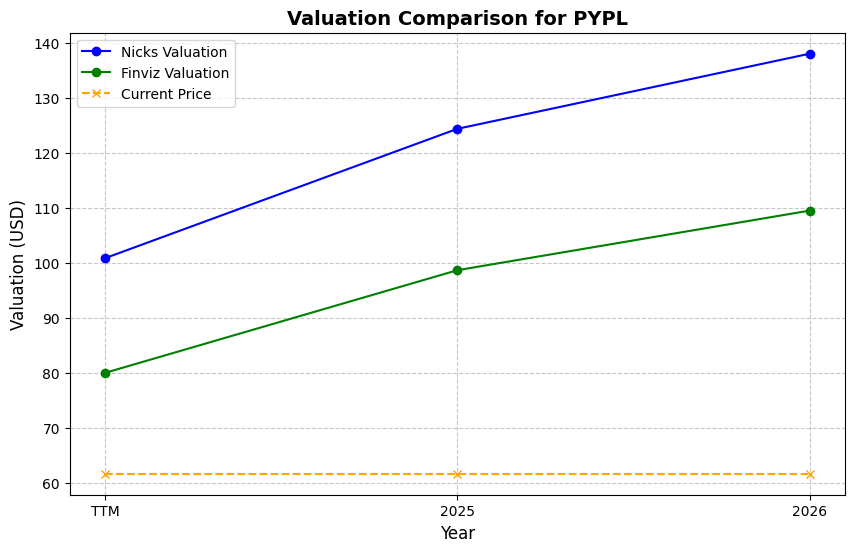 Valuation Comparison for PYPL
Nicks Valuation
Finviz Valuation
Current Price
Valuation (USD)
140
130
120
110
100
90
80
70
60
TTM
2025
2026
Year